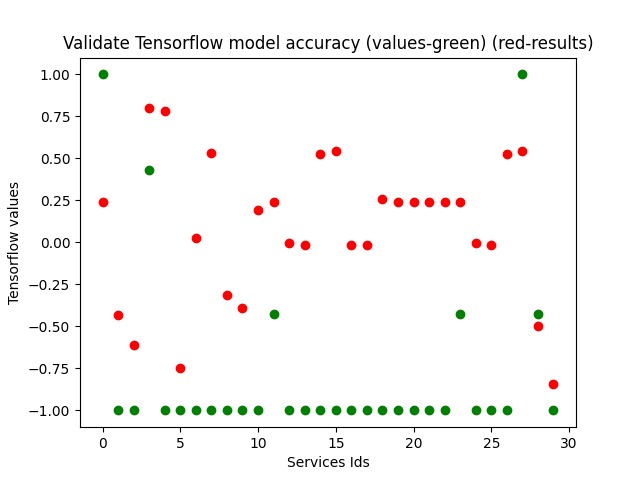 Validate Tensorflow model accuracy (values-green) (red-results)
1.00
0.75
0.50
0.25
0.00
−0.25
−0.50
−0.75
−1.00
Tensorflow values
0 5 10 15 20 25 30
Services Ids